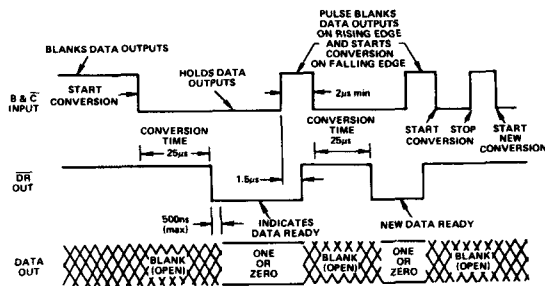 PULSE BLANKS
DATA OUTPUTS
ON RISING EDGE
AND STARTS
CONVERSION
ON FALLING EDGE
BLANKS DATA OUTPUTS
B & C̅
INPUT
START
CONVERSION
HOLDS DATA
OUTPUTS
2μs min
START
CONVERSION
STOP
START
NEW
CONVERSION
CONVERSION
TIME
25μs
CONVERSION
TIME
25μs
D̅R̅
OUT
1.5μs
500ns
(max)
INDICATES
DATA READY
NEW DATA READY
DATA
OUT
BLANK
(OPEN)
ONE
OR
ZERO
BLANK
(OPEN)
ONE
OR
ZERO
BLANK
(OPEN)